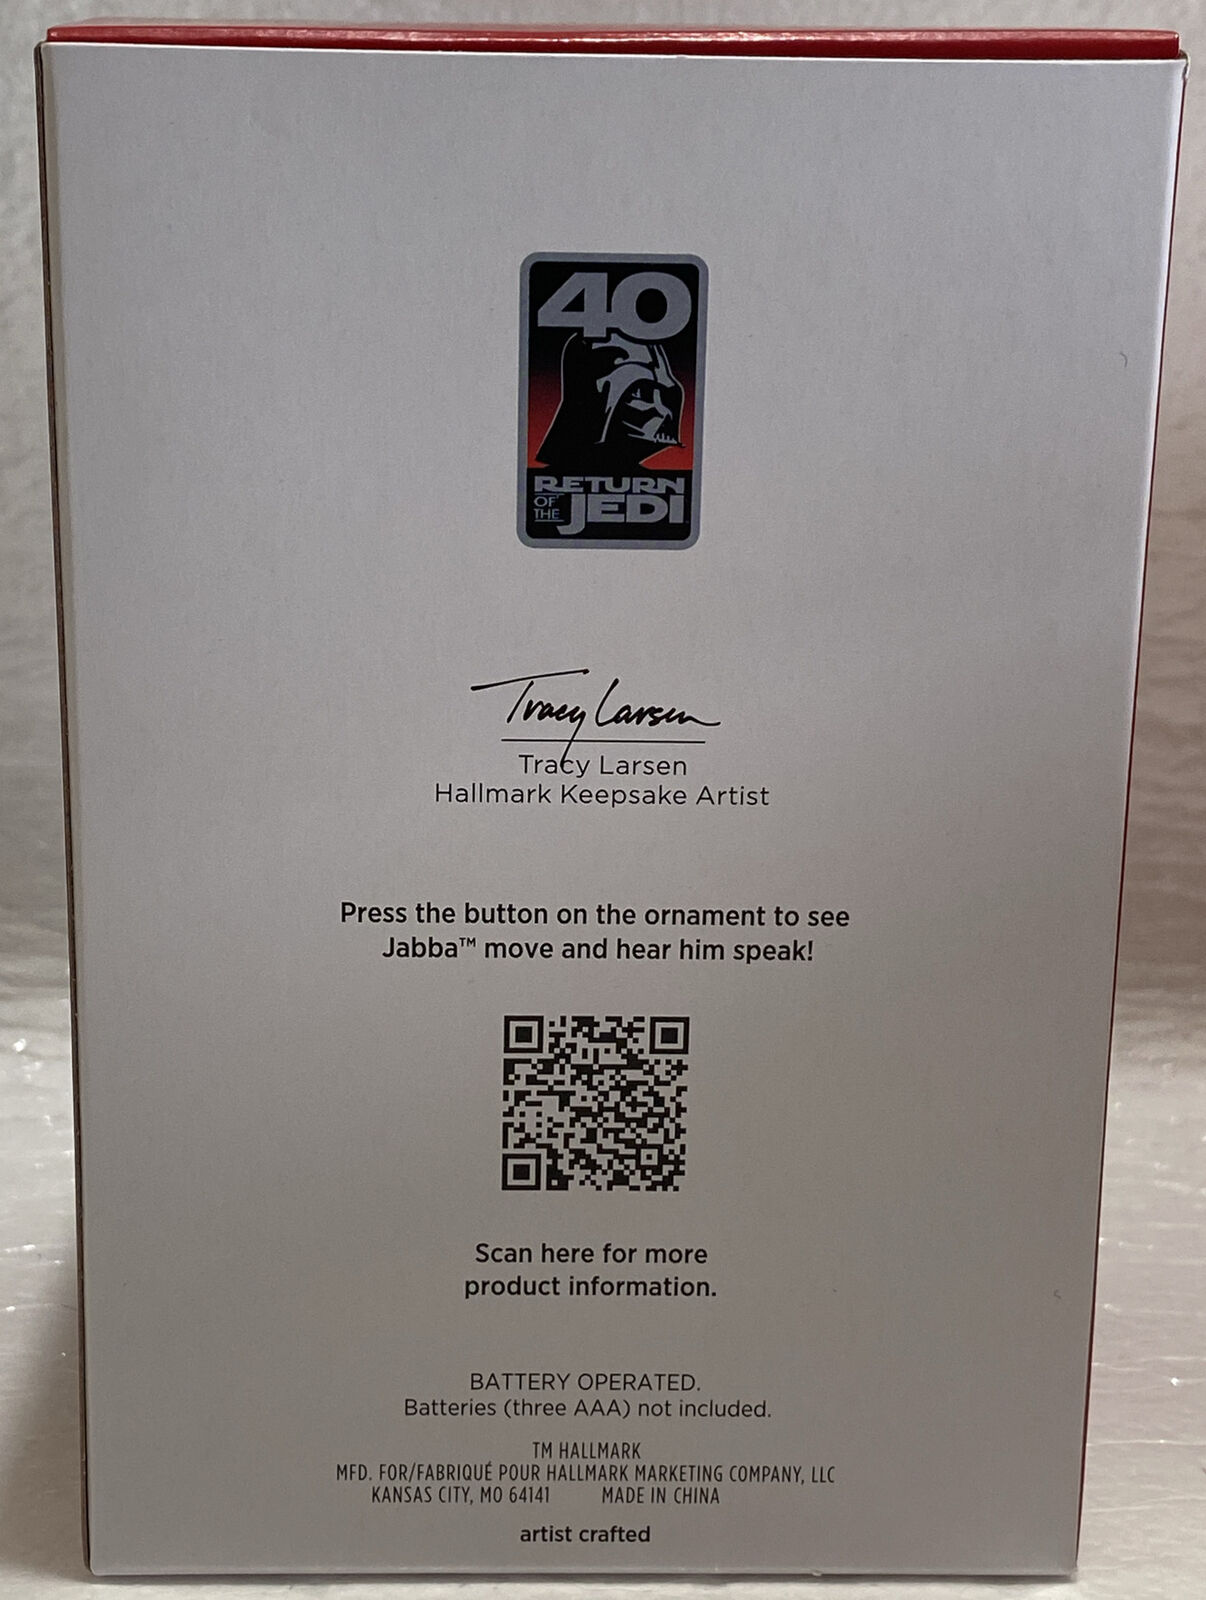 40
RETURN
OF THE JEDI
Tracy Larsen
Tracy Larsen
Hallmark Keepsake Artist
Press the button on the ornament to see
Jabba™ move and hear him speak!
Scan here for more
product information.
BATTERY OPERATED.
Batteries (three AAA) not included.
TM HALLMARK
MFD. FOR/FABRIQUÉ POUR HALLMARK MARKETING COMPANY, LLC
KANSAS CITY, MO 64141 MADE IN CHINA
artist crafted